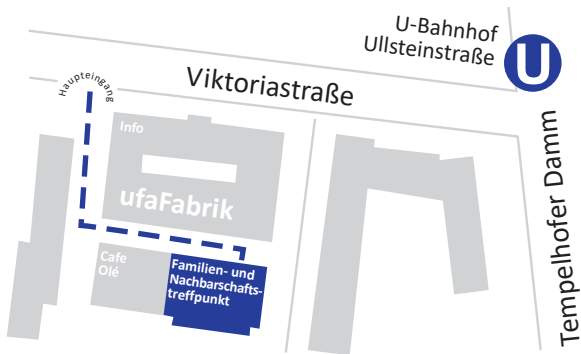 U-Bahnhof
Ullsteinstraße
U
Haupteingang
Viktoriastraße
Info
ufaFabrik
Tempelhofer Damm
Cafe
Olé
Familien- und
Nachbarschafts-
treffpunkt